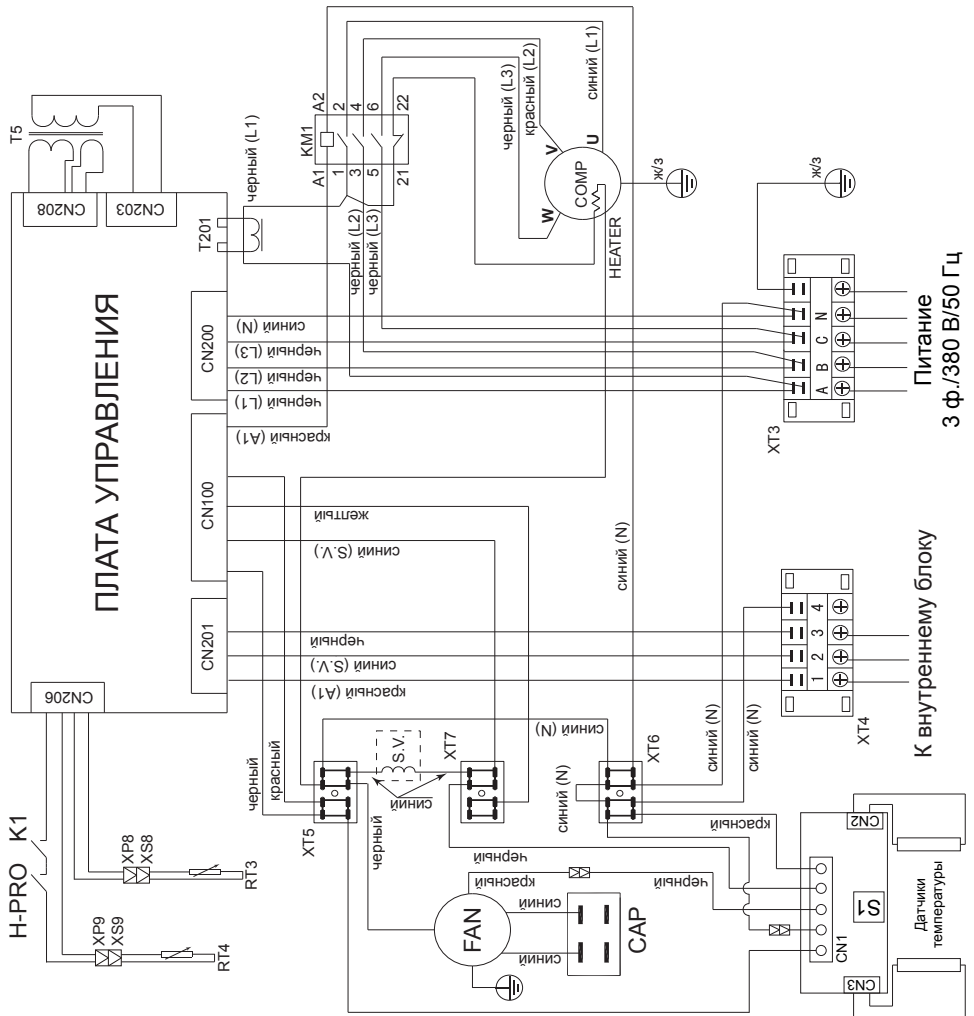 H-PRO
K1
XP9
XS9
RT4
XP8
XS8
RT3
CN206
ПЛАТА УПРАВЛЕНИЯ
CN208
CN203
T5
CN201
CN100
CN200
T201
черный (L1)
KM1
A1
A2
1
2
3
4
5
6
21
22
черный (L2)
черный (L3)
черный (L3)
красный (L2)
синий (L1)
W
V
U
COMP
HEATER
ж/з
ж/з
красный (A1)
синий (S.V.)
черный
синий (S.V.)
желтый
красный (A1)
черный (L1)
черный (L2)
черный (L3)
синий (N)
черный
красный
XT5
S.V.
синий
XT7
синий (N)
XT6
синий (N)
синий (N)
синий (N)
синий (N)
черный
FAN
красный
черный
черный
красный
синий
синий
CAP
CN1
S1
CN2
CN3
Датчики
температуры
XT4
1
2
3
4
К внутреннему блоку
XT3
A
B
C
N
Питание
3 ф./380 В/50 Гц